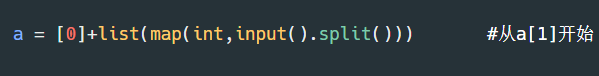 a = [0]+list(map(int,input().split())) #从a[1]开始